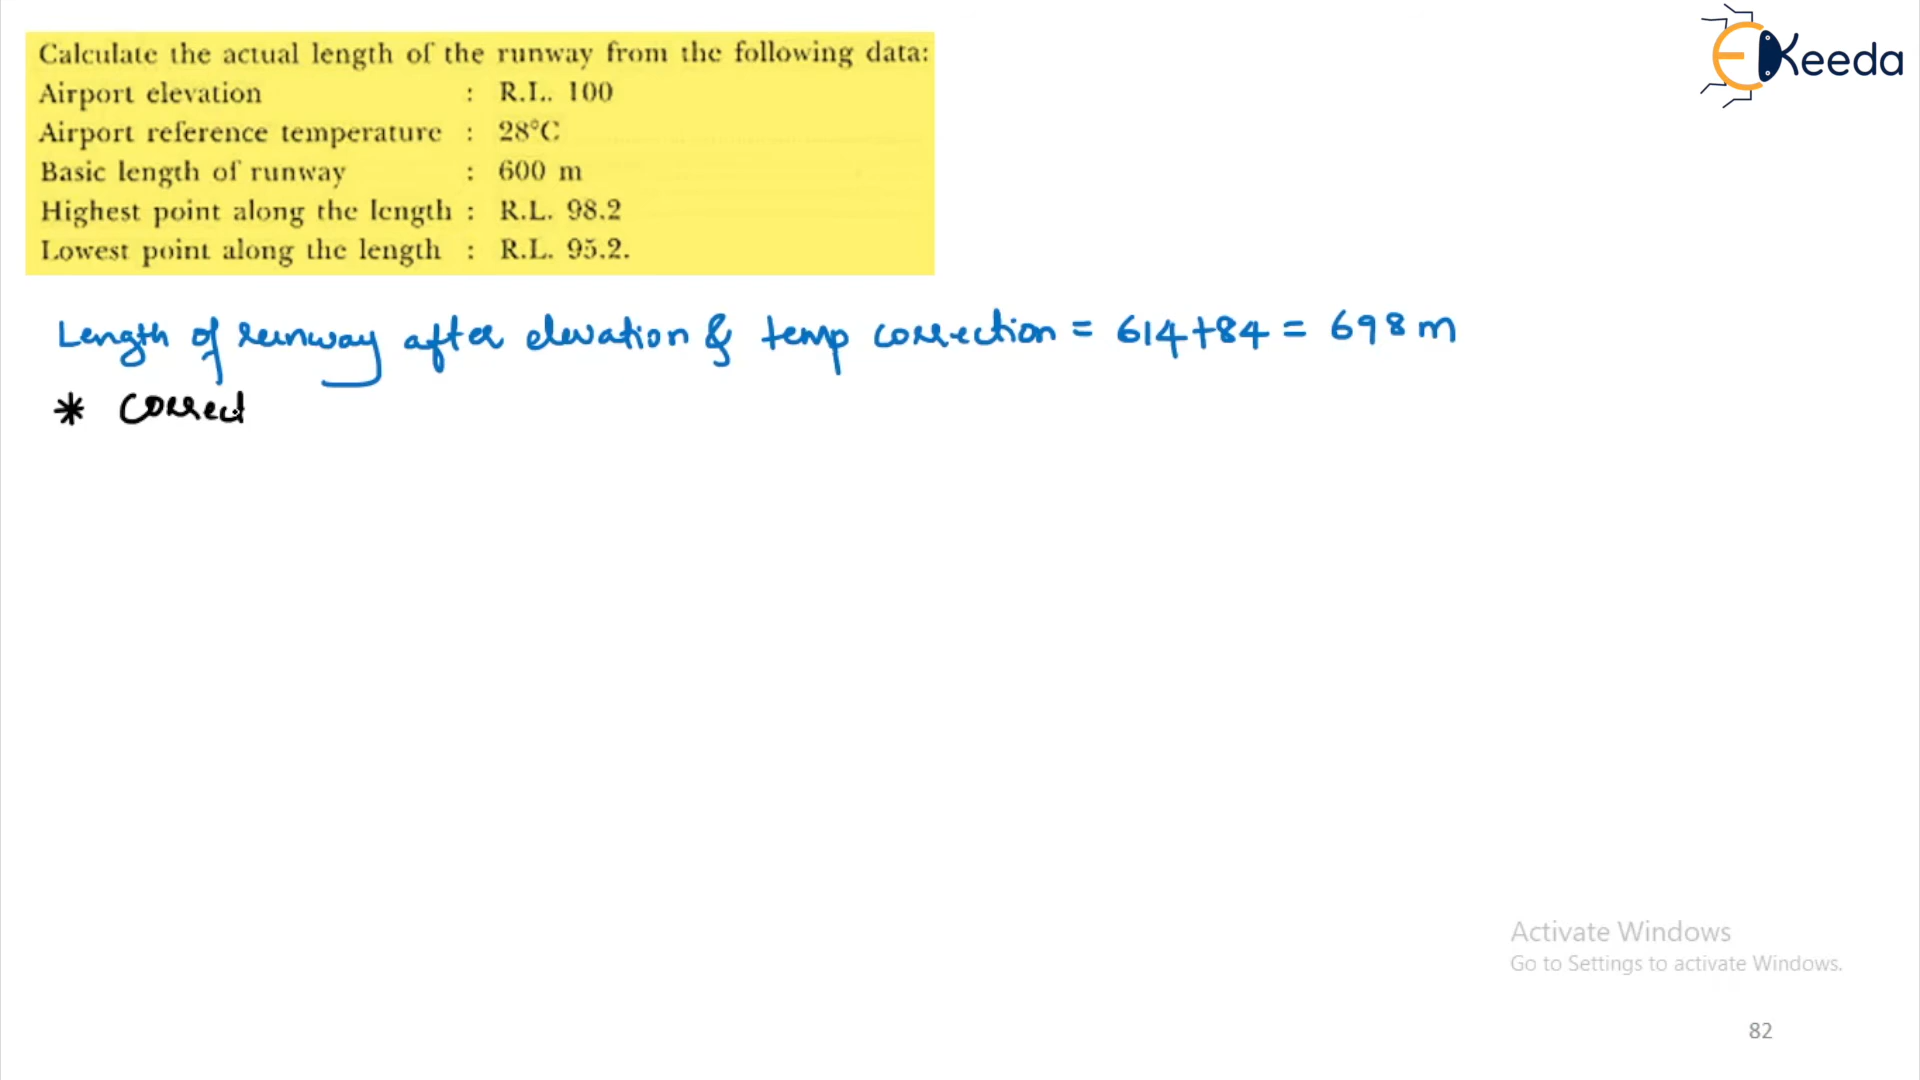 Calculate the actual length of the runway from the following data:
Airport elevation : R.L. 100
Airport reference temperature : 28°C
Basic length of runway : 600 m
Highest point along the length : R.L. 98.2
Lowest point along the length : R.L. 95.2.
EKeeda
Length of runway after elevation & temp correction = 614+84 = 698 m
* Correct
Activate Windows
Go to Settings to activate Windows.
82